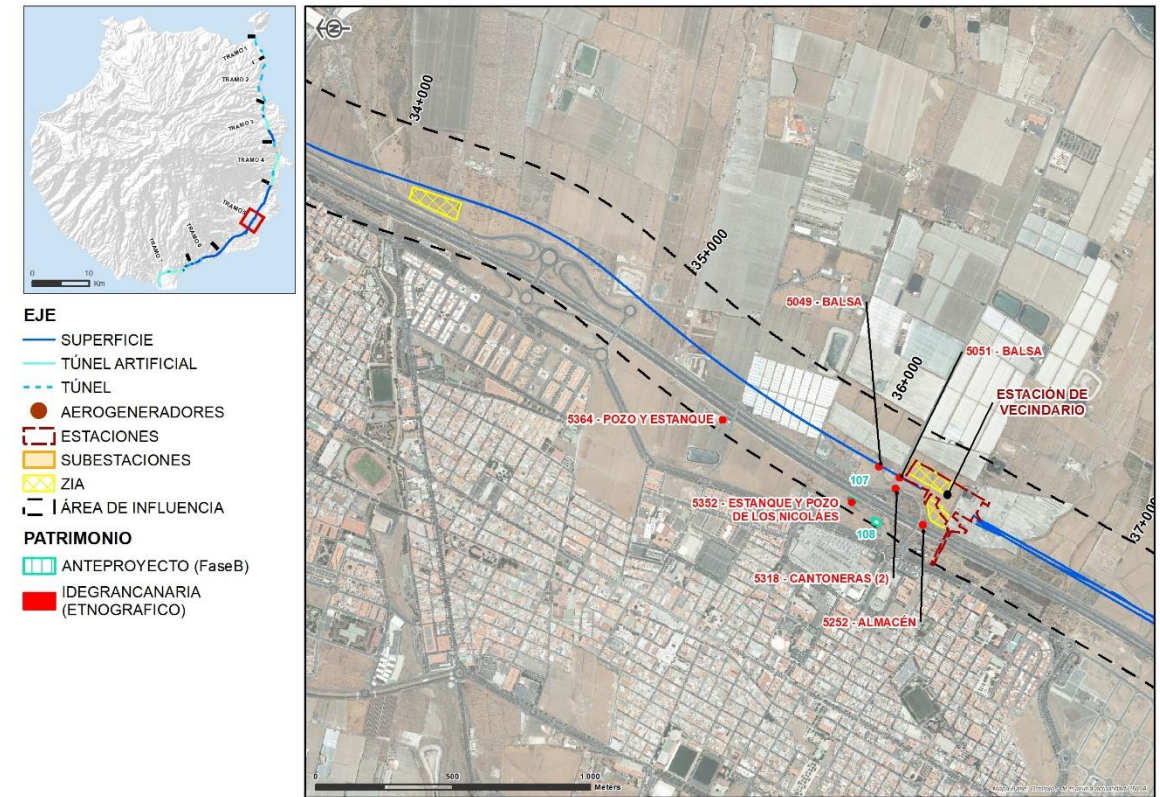 TRAMO 1
TRAMO 2
TRAMO 3
TRAMO 4
TRAMO 5
TRAMO 6
TRAMO 7
0 10
Km
EJE
SUPERFICIE
TÚNEL ARTIFICIAL
TÚNEL
AEROGENERADORES
ESTACIONES
SUBESTACIONES
ZIA
ÁREA DE INFLUENCIA
PATRIMONIO
ANTEPROYECTO (FaseB)
IDEGRANCANARIA
(ETNOGRAFICO)
N
34+000
35+000
5049 - BALSA
36+000
5051 - BALSA
ESTACIÓN DE
VECINDARIO
5364 - POZO Y ESTANQUE
107
5352 - ESTANQUE Y POZO
DE LOS NICOLAES
108
37+000
5318 - CANTONERAS (2)
5252 - ALMACÉN
0 500 1.000
Meters